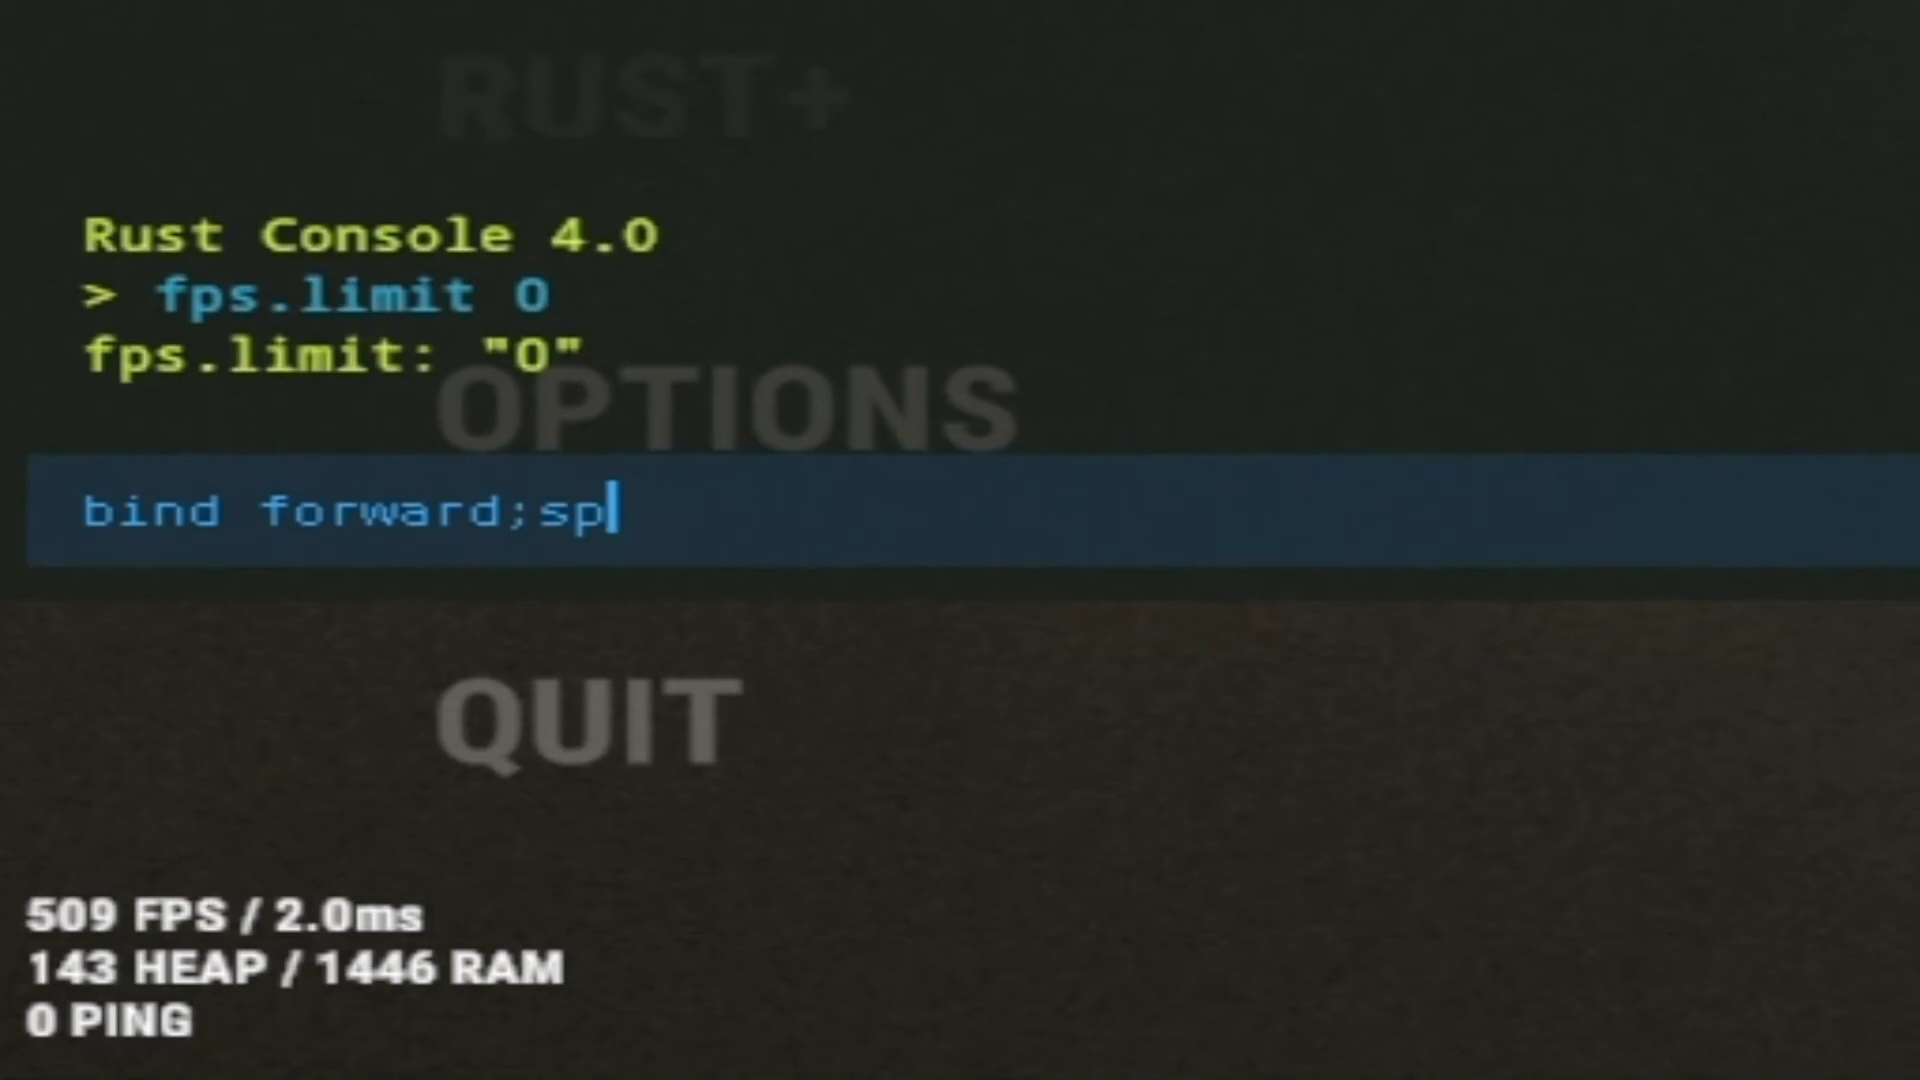 RUST+
Rust Console 4.0
> fps.limit 0
fps.limit: "0"
OPTIONS
bind forward;sp
QUIT
509 FPS / 2.0ms
143 HEAP / 1446 RAM
0 PING